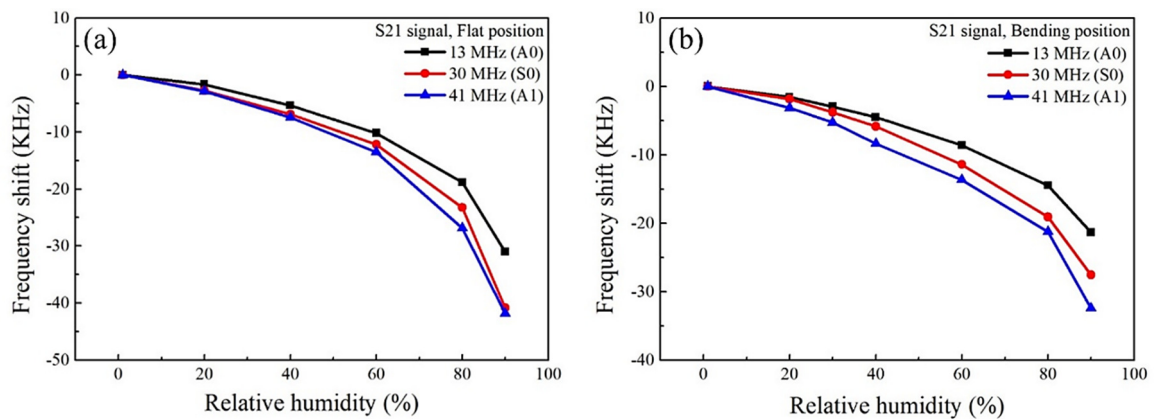 (a)
S21 signal, Flat position
13 MHz (A0)
30 MHz (S0)
41 MHz (A1)
10
0
-10
-20
-30
-40
-50
Frequency shift (KHz)
0 20 40 60 80 100
Relative humidity (%)
(b)
S21 signal, Bending position
13 MHz (A0)
30 MHz (S0)
41 MHz (A1)
10
0
-10
-20
-30
-40
Frequency shift (KHz)
0 20 40 60 80 100
Relative humidity (%)